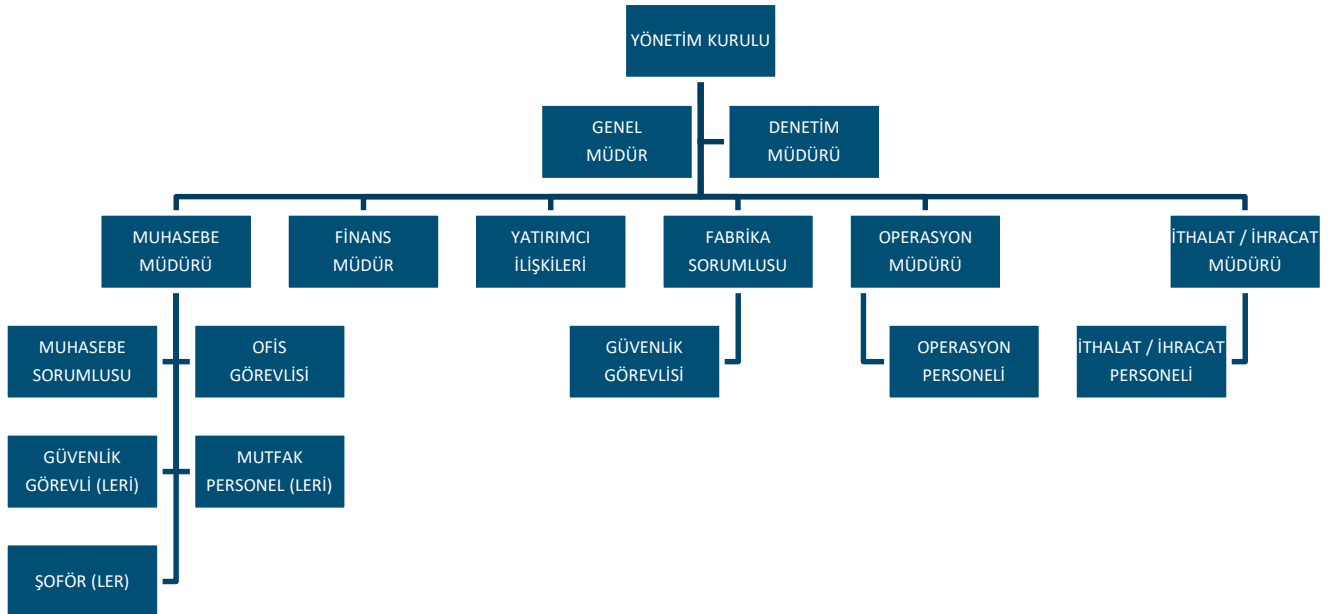 YÖNETİM KURULU
GENEL
MÜDÜR
DENETİM
MÜDÜRÜ
MUHASEBE
MÜDÜRÜ
FİNANS
MÜDÜR
YATIRIMCI
İLİŞKİLERİ
FABRİKA
SORUMLUSU
OPERASYON
MÜDÜRÜ
İTHALAT / İHRACAT
MÜDÜRÜ
MUHASEBE
SORUMLUSU
OFİS
GÖREVLİSİ
GÜVENLİK
GÖREVLİSİ
OPERASYON
PERSONELİ
İTHALAT / İHRACAT
PERSONELİ
GÜVENLİK
GÖREVLİ (LERİ)
MUTFAK
PERSONEL (LERİ)
ŞOFÖR (LER)